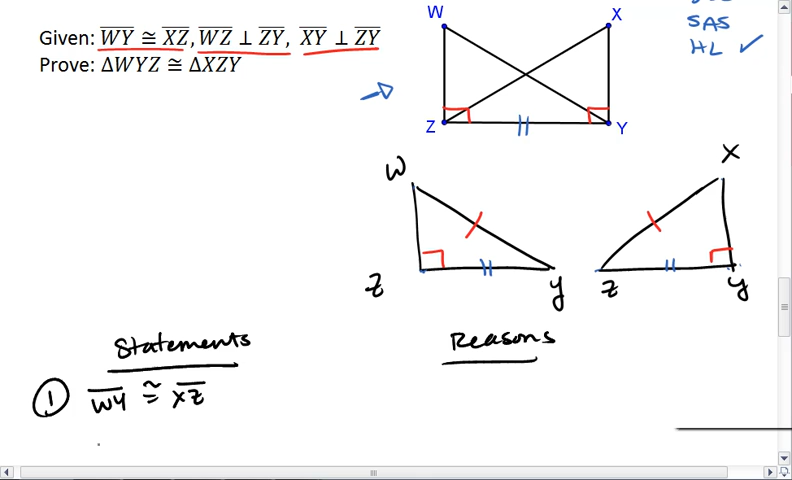 Given: WY ≅ XZ, WZ ⊥ ZY, XY ⊥ ZY
Prove: ΔWYZ ≅ ΔXZY
SAS
HL ✓
W X
Z Y
W X
Z Y Z Y
Statements Reasons
① WY ≅ XZ